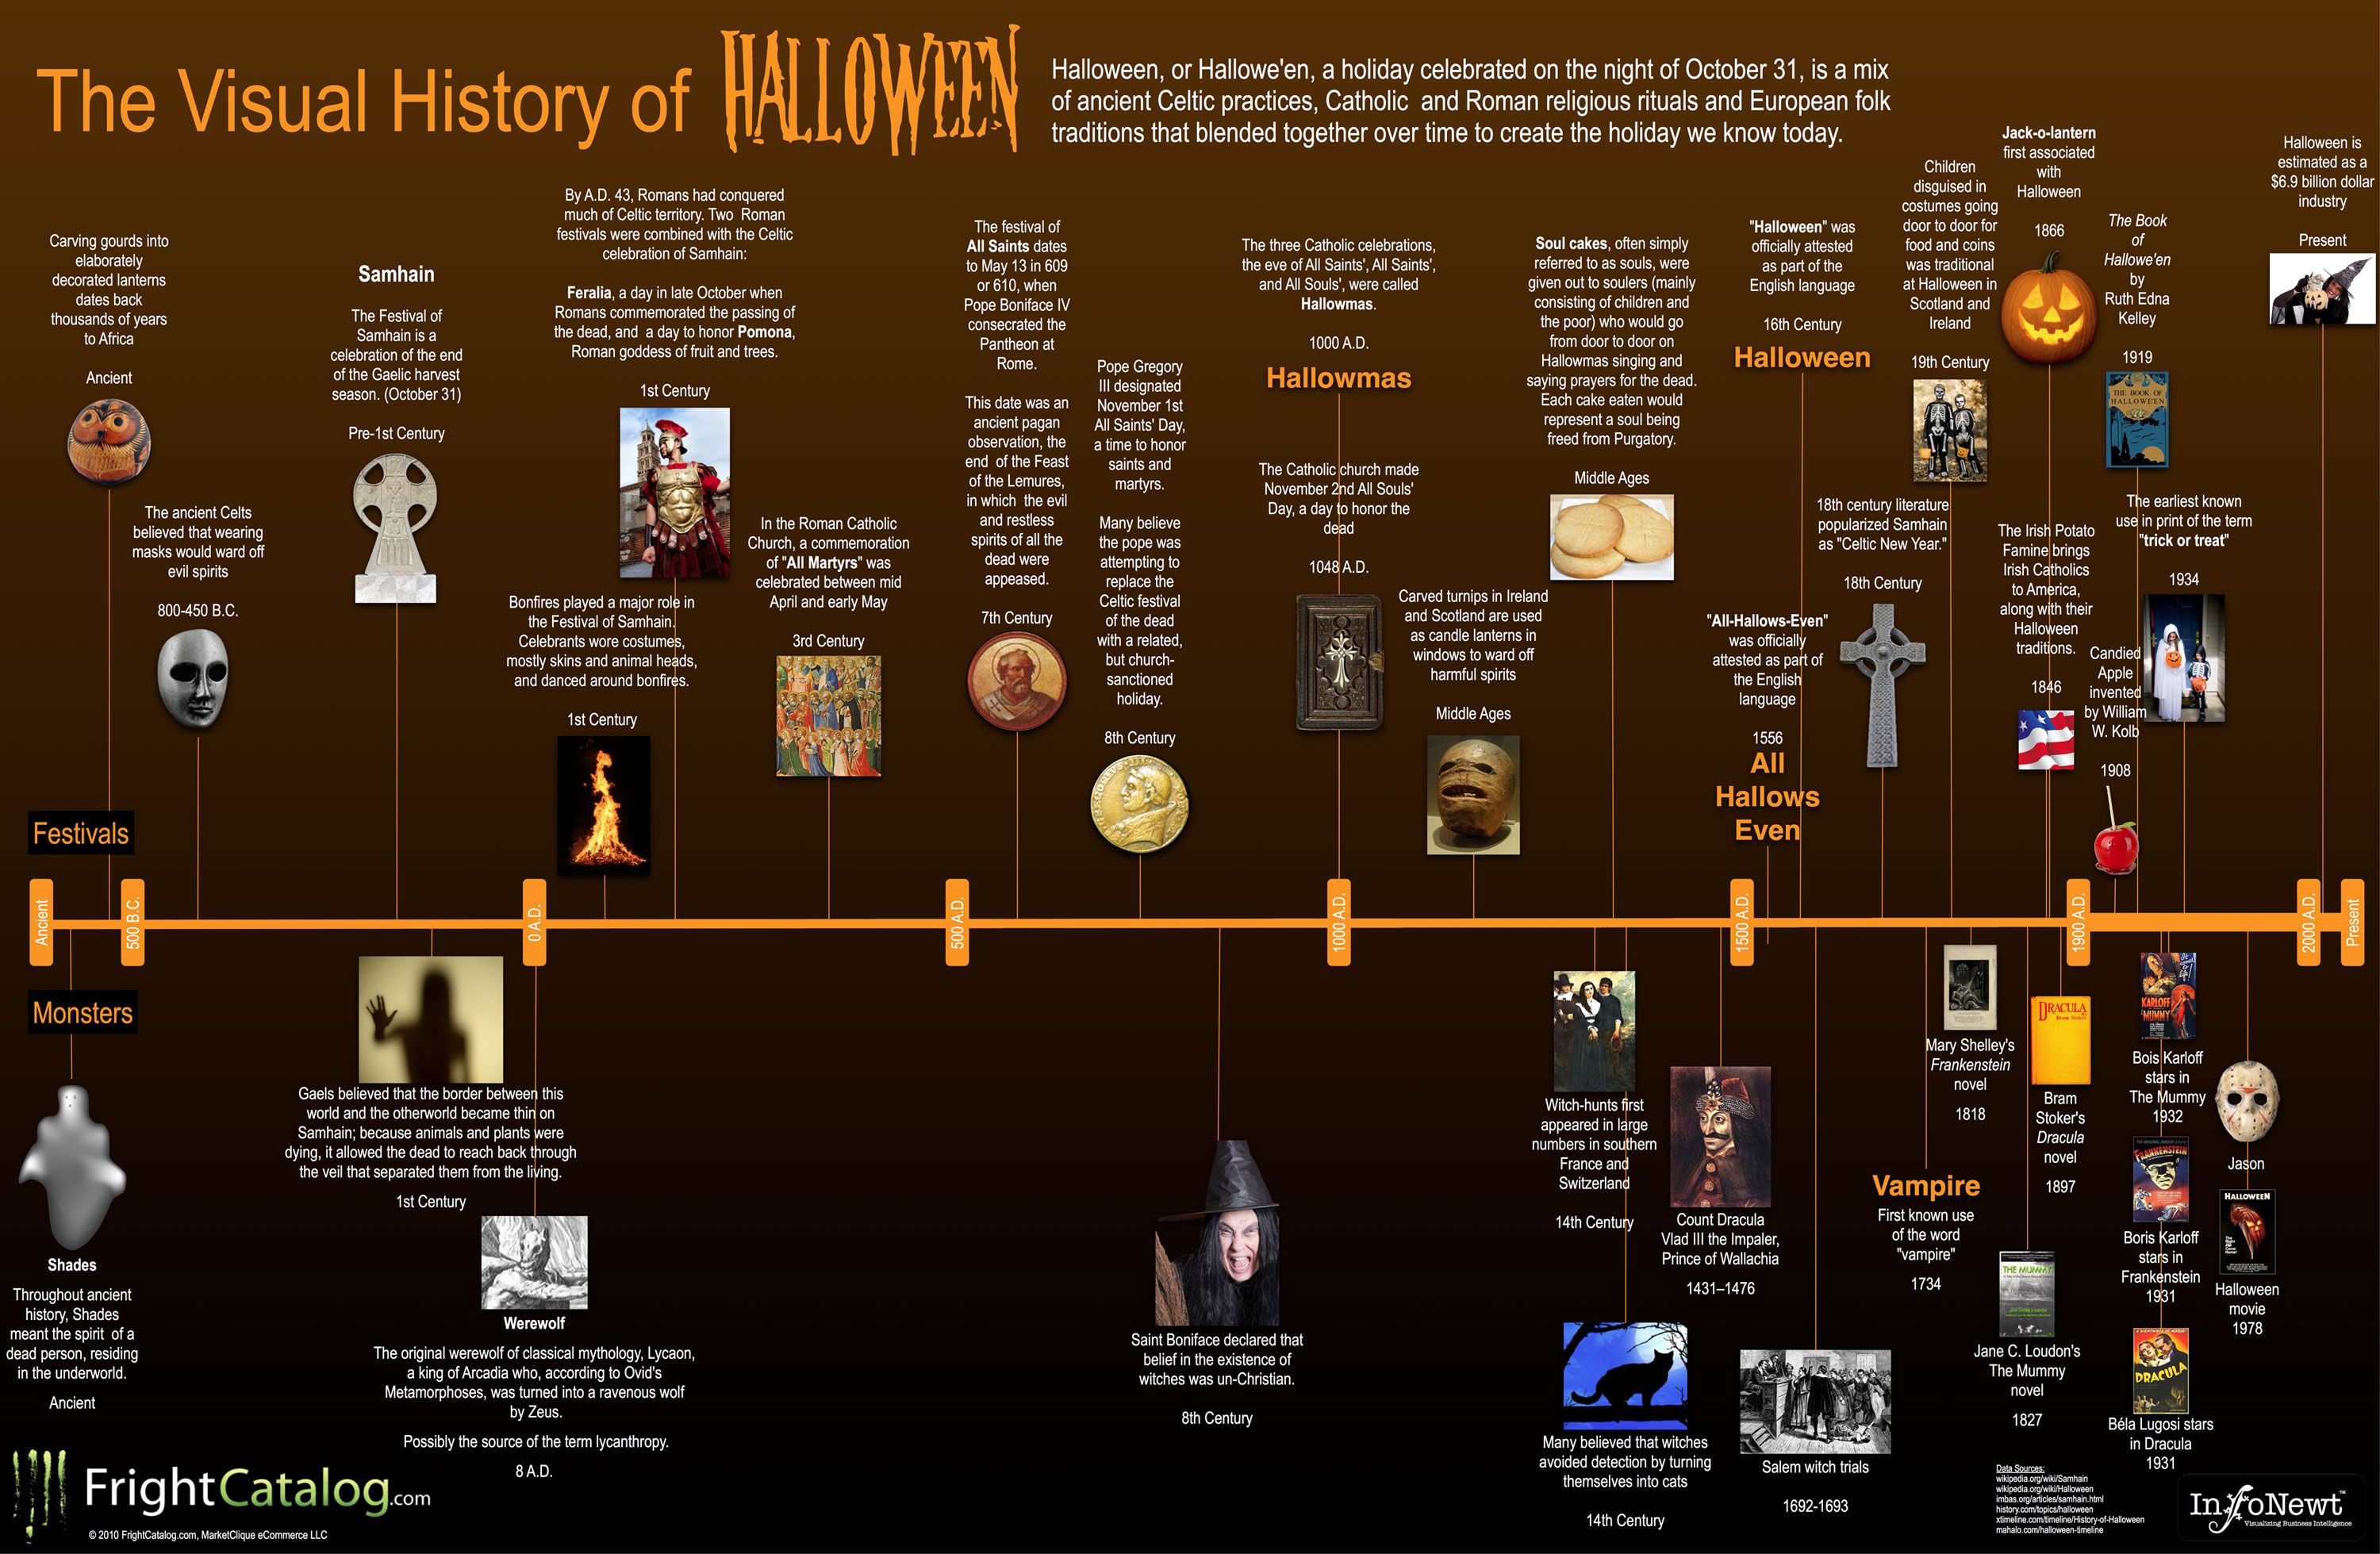 The Visual History of HALLOWEEN
Halloween, or Hallowe'en, a holiday celebrated on the night of October 31, is a mix
of ancient Celtic practices, Catholic and Roman religious rituals and European folk
traditions that blended together over time to create the holiday we know today.
Carving gourds into
elaborately
decorated lanterns
dates back
thousands of years
to Africa
Ancient
The ancient Celts
believed that wearing
masks would ward off
evil spirits
800-450 B.C.
Samhain
The Festival of
Samhain is a
celebration of the end
of the Gaelic harvest
season. (October 31)
Pre-1st Century
By A.D. 43, Romans had conquered
much of Celtic territory. Two Roman
festivals were combined with the Celtic
celebration of Samhain:
Feralia, a day in late October when
Romans commemorated the passing of
the dead, and a day to honor Pomona,
Roman goddess of fruit and trees.
1st Century
Bonfires played a major role in
the Festival of Samhain.
Celebrants wore costumes,
mostly skins and animal heads,
and danced around bonfires.
1st Century
In the Roman Catholic
Church, a commemoration
of "All Martyrs" was
celebrated between mid
April and early May
3rd Century
The festival of
All Saints dates
to May 13 in 609
or 610, when
Pope Boniface IV
consecrated the
Pantheon at
Rome.
This date was an
ancient pagan
observation, the
end of the Feast
of the Lemures,
in which the evil
and restless
spirits of all the
dead were
appeased.
7th Century
Pope Gregory
III designated
November 1st
All Saints' Day,
a time to honor
saints and
martyrs.
Many believe
the pope was
attempting to
replace the
Celtic festival
of the dead
with a related,
but church-
sanctioned
holiday.
8th Century
The three Catholic celebrations,
the eve of All Saints', All Saints',
and All Souls', were called
Hallowmas.
1000 A.D.
Hallowmas
The Catholic church made
November 2nd All Souls'
Day, a day to honor the
dead
1048 A.D.
Carved turnips in Ireland
and Scotland are used
as candle lanterns in
windows to ward off
harmful spirits
Middle Ages
Soul cakes, often simply
referred to as souls, were
given out to soulers (mainly
consisting of children and
the poor) who would go
from door to door on
Hallowmas singing and
saying prayers for the dead.
Each cake eaten would
represent a soul being
freed from Purgatory.
Middle Ages
"Halloween" was
officially attested
as part of the
English language
16th Century
Halloween
"All-Hallows-Even"
was officially
attested as part of
the English
language
1556
All
Hallows
Even
18th century literature
popularized Samhain
as "Celtic New Year."
18th Century
Children
disguised in
costumes going
door to door for
food and coins
was traditional
at Halloween in
Scotland and
Ireland
19th Century
Jack-o-lantern
first associated
with
Halloween
1866
The Irish Potato
Famine brings
Irish Catholics
to America,
along with their
Halloween
traditions.
1846
The Book
of
Hallowe'en
by
Ruth Edna
Kelley
1919
THE BOOK OF
HALLOWE'EN
Candied
Apple
invented
by William
W. Kolb
1908
The earliest known
use in print of the term
"trick or treat"
1934
Halloween is
estimated as a
$6.9 billion dollar
industry
Present
Festivals
Ancient
500 B.C.
0 A.D.
500 A.D.
1000 A.D.
1500 A.D.
1900 A.D.
2000 A.D.
Present
Monsters
Shades
Throughout ancient
history, Shades
meant the spirit of a
dead person, residing
in the underworld.
Ancient
Gaels believed that the border between this
world and the otherworld became thin on
Samhain; because animals and plants were
dying, it allowed the dead to reach back through
the veil that separated them from the living.
1st Century
Werewolf
The original werewolf of classical mythology, Lycaon,
a king of Arcadia who, according to Ovid's
Metamorphoses, was turned into a ravenous wolf
by Zeus.
Possibly the source of the term lycanthropy.
8 A.D.
Saint Boniface declared that
belief in the existence of
witches was un-Christian.
8th Century
Witch-hunts first
appeared in large
numbers in southern
France and
Switzerland
14th Century
Many believed that witches
avoided detection by turning
themselves into cats
14th Century
Count Dracula
Vlad III the Impaler,
Prince of Wallachia
1431–1476
Salem witch trials
1692-1693
Vampire
First known use
of the word
"vampire"
1734
Mary Shelley's
Frankenstein
novel
1818
THE MUMMY!
Jane C. Loudon's
The Mummy
novel
1827
DRACULA
Bram Stoker
Bram
Stoker's
Dracula
novel
1897
KARLOFF
MUMMY
Bois Karloff
stars in
The Mummy
1932
FRANKENSTEIN
Boris Karloff
stars in
Frankenstein
1931
DRACULA
Béla Lugosi stars
in Dracula
1931
Jason
HALLOWEEN
Halloween
movie
1978
FrightCatalog.com
© 2010 FrightCatalog.com, MarketClique eCommerce LLC
Data Sources:
wikipedia.org/wiki/Samhain
wikipedia.org/wiki/Halloween
imbas.org/articles/samhain.html
history.com/topics/halloween
xtimeline.com/timeline/History-of-Halloween
mahalo.com/halloween-timeline
InfoNewt™
Visualizing Business Intelligence